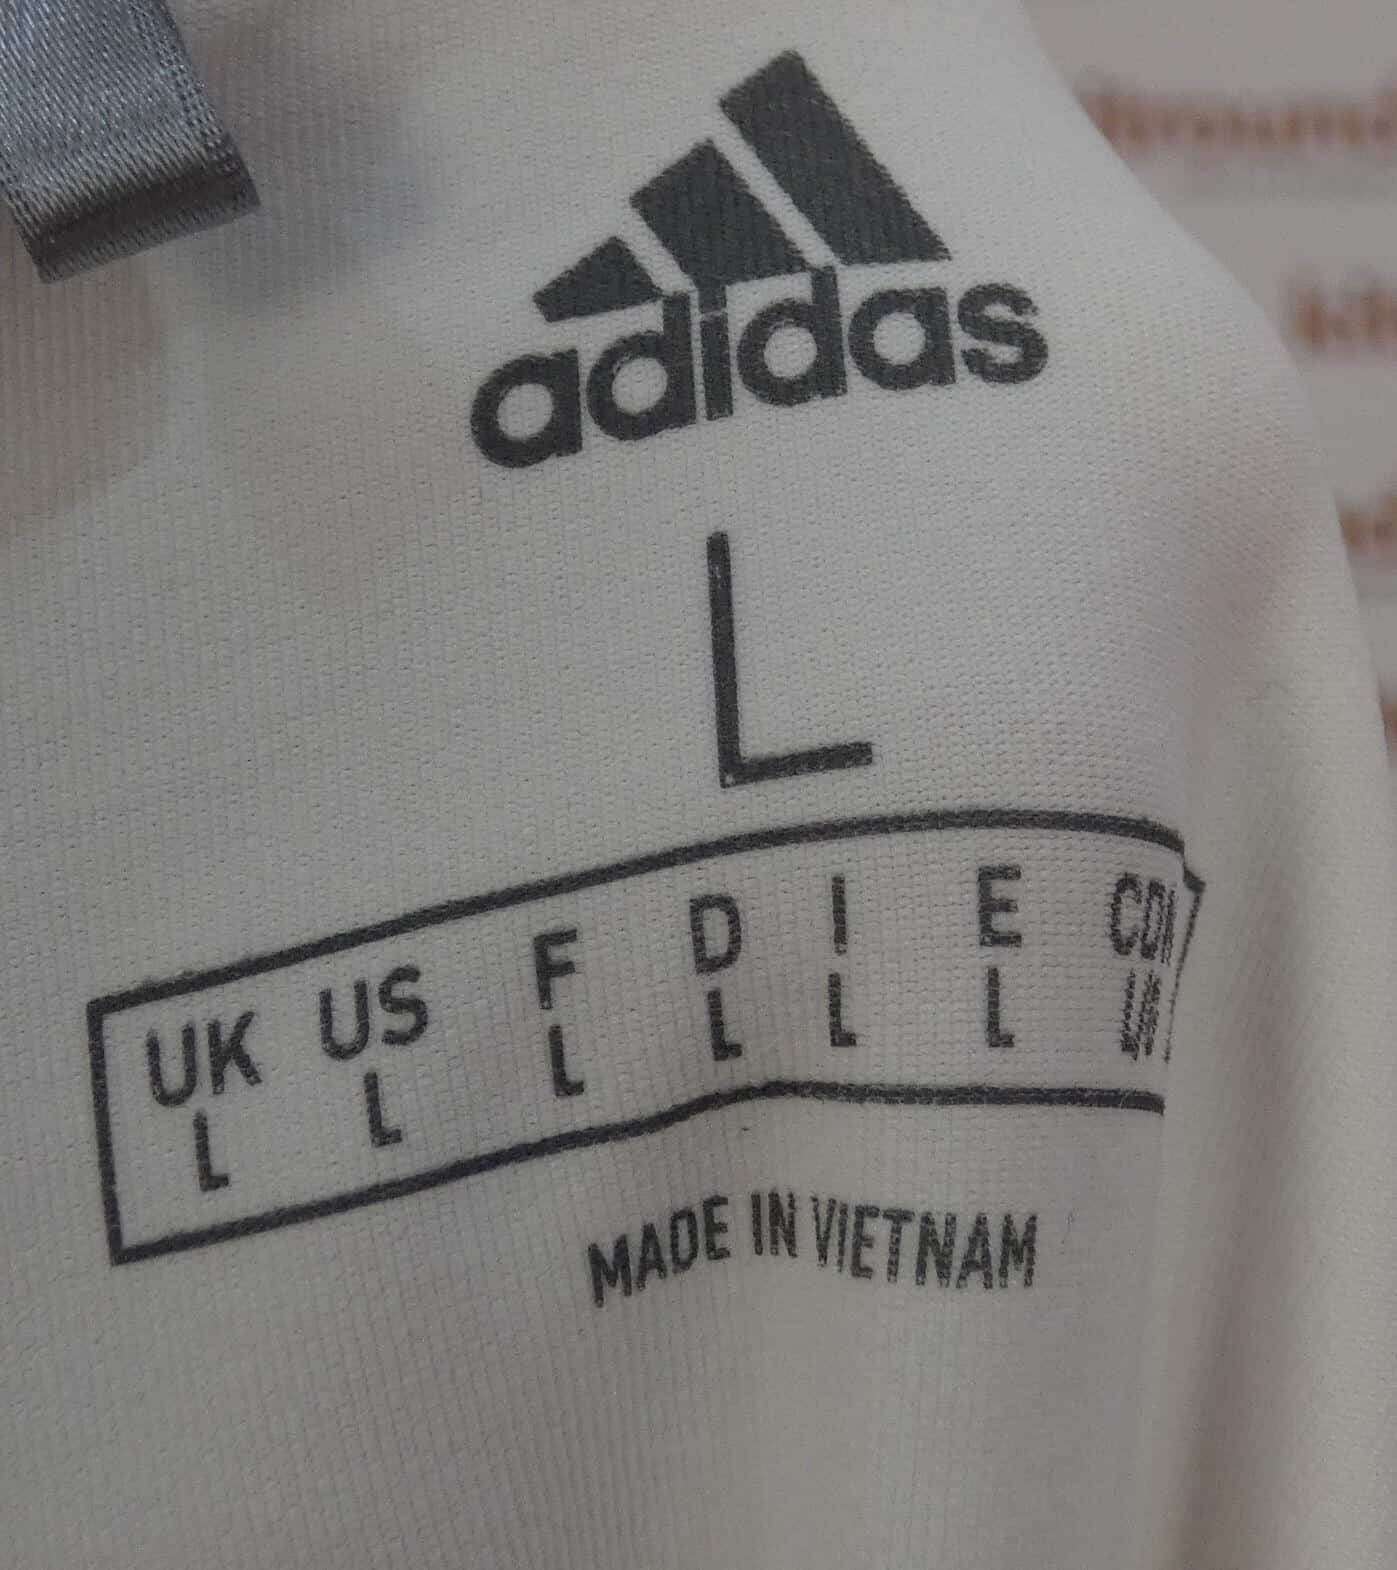 adidas
L
UK US F D I E
L L L L L L
MADE IN VIETNAM